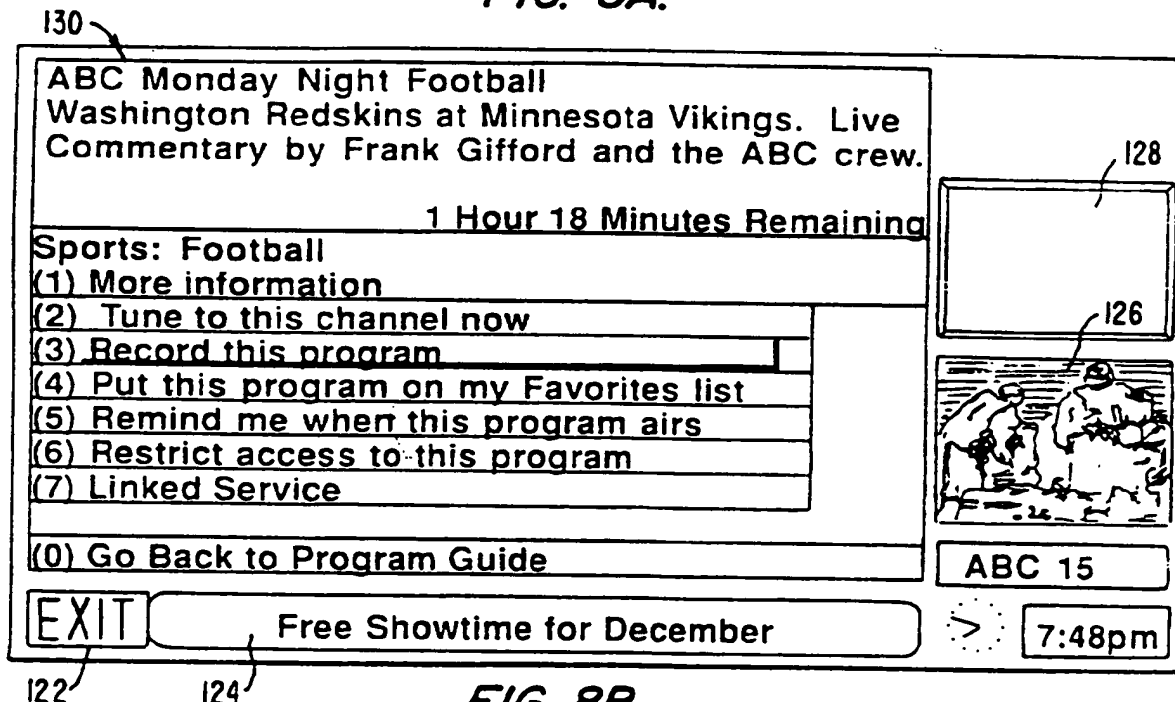 FIG. 8A.
130
ABC Monday Night Football
Washington Redskins at Minnesota Vikings. Live
Commentary by Frank Gifford and the ABC crew.
128
1 Hour 18 Minutes Remaining
Sports: Football
(1) More information
(2) Tune to this channel now
126
(3) Record this program
(4) Put this program on my Favorites list
(5) Remind me when this program airs
(6) Restrict access to this program
(7) Linked Service
(0) Go Back to Program Guide
ABC 15
EXIT
Free Showtime for December
7:48pm
122
124
FIG. 8B.